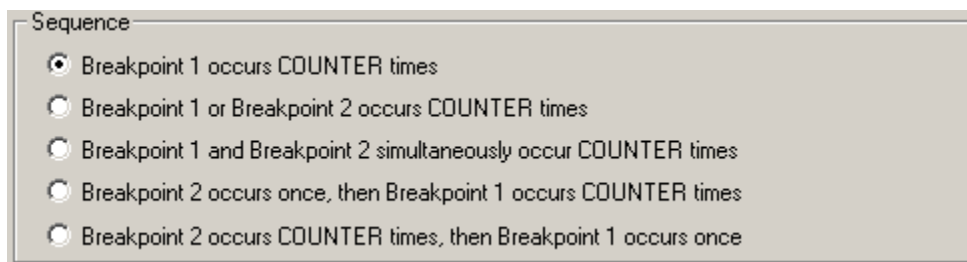 Sequence
Breakpoint 1 occurs COUNTER times
Breakpoint 1 or Breakpoint 2 occurs COUNTER times
Breakpoint 1 and Breakpoint 2 simultaneously occur COUNTER times
Breakpoint 2 occurs once, then Breakpoint 1 occurs COUNTER times
Breakpoint 2 occurs COUNTER times, then Breakpoint 1 occurs once